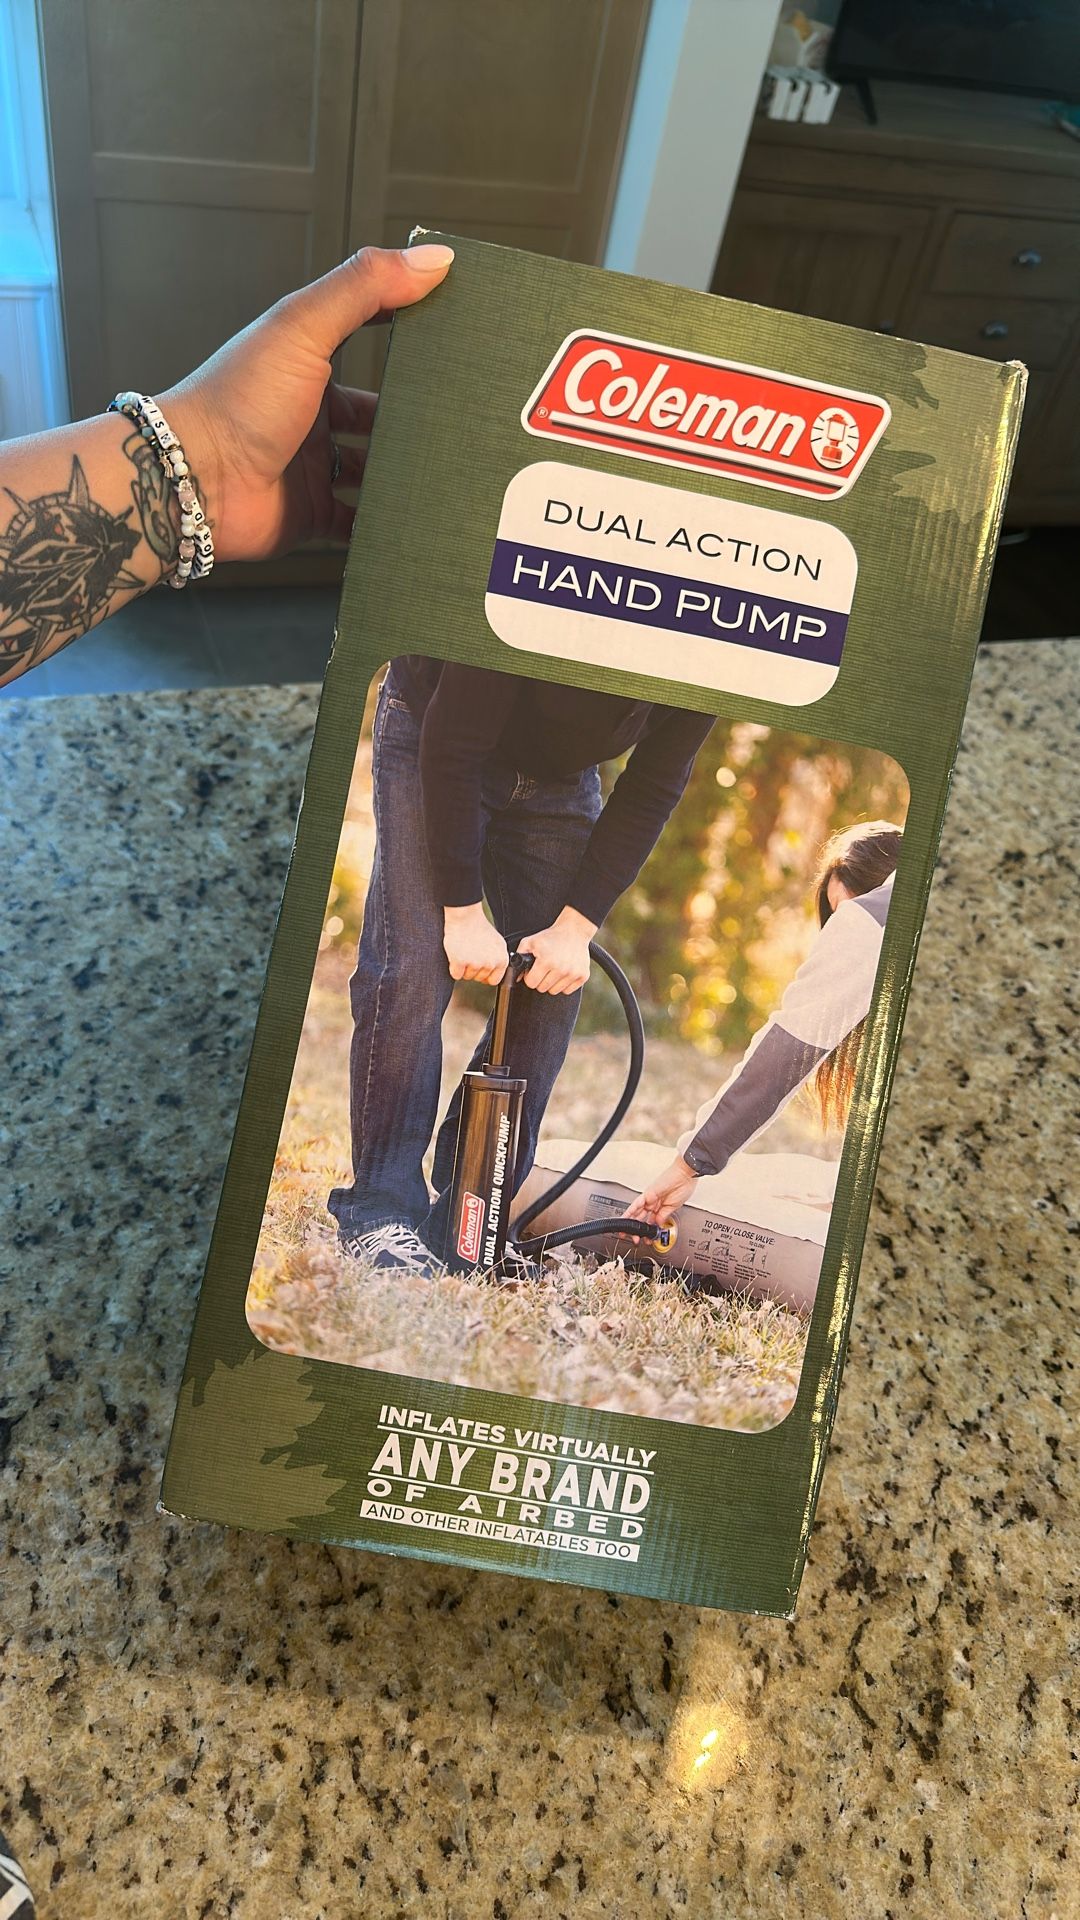 Coleman
®
DUAL ACTION
HAND PUMP
Coleman
DUAL ACTION QUICKPUMP
TO OPEN/CLOSE VALVE:
INFLATES VIRTUALLY
ANY BRAND
OF AIRBED
AND OTHER INFLATABLES TOO